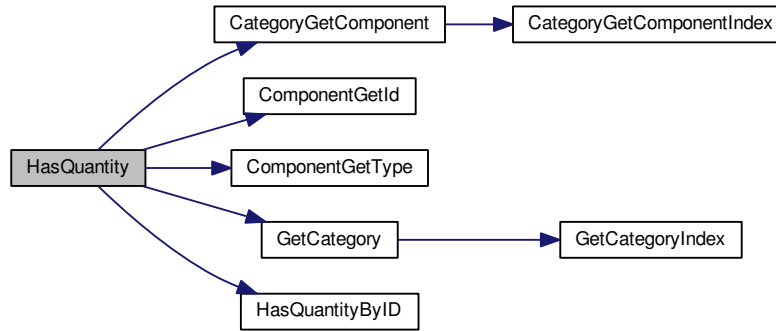 CategoryGetComponent
CategoryGetComponentIndex
ComponentGetId
HasQuantity
ComponentGetType
GetCategory
GetCategoryIndex
HasQuantityByID